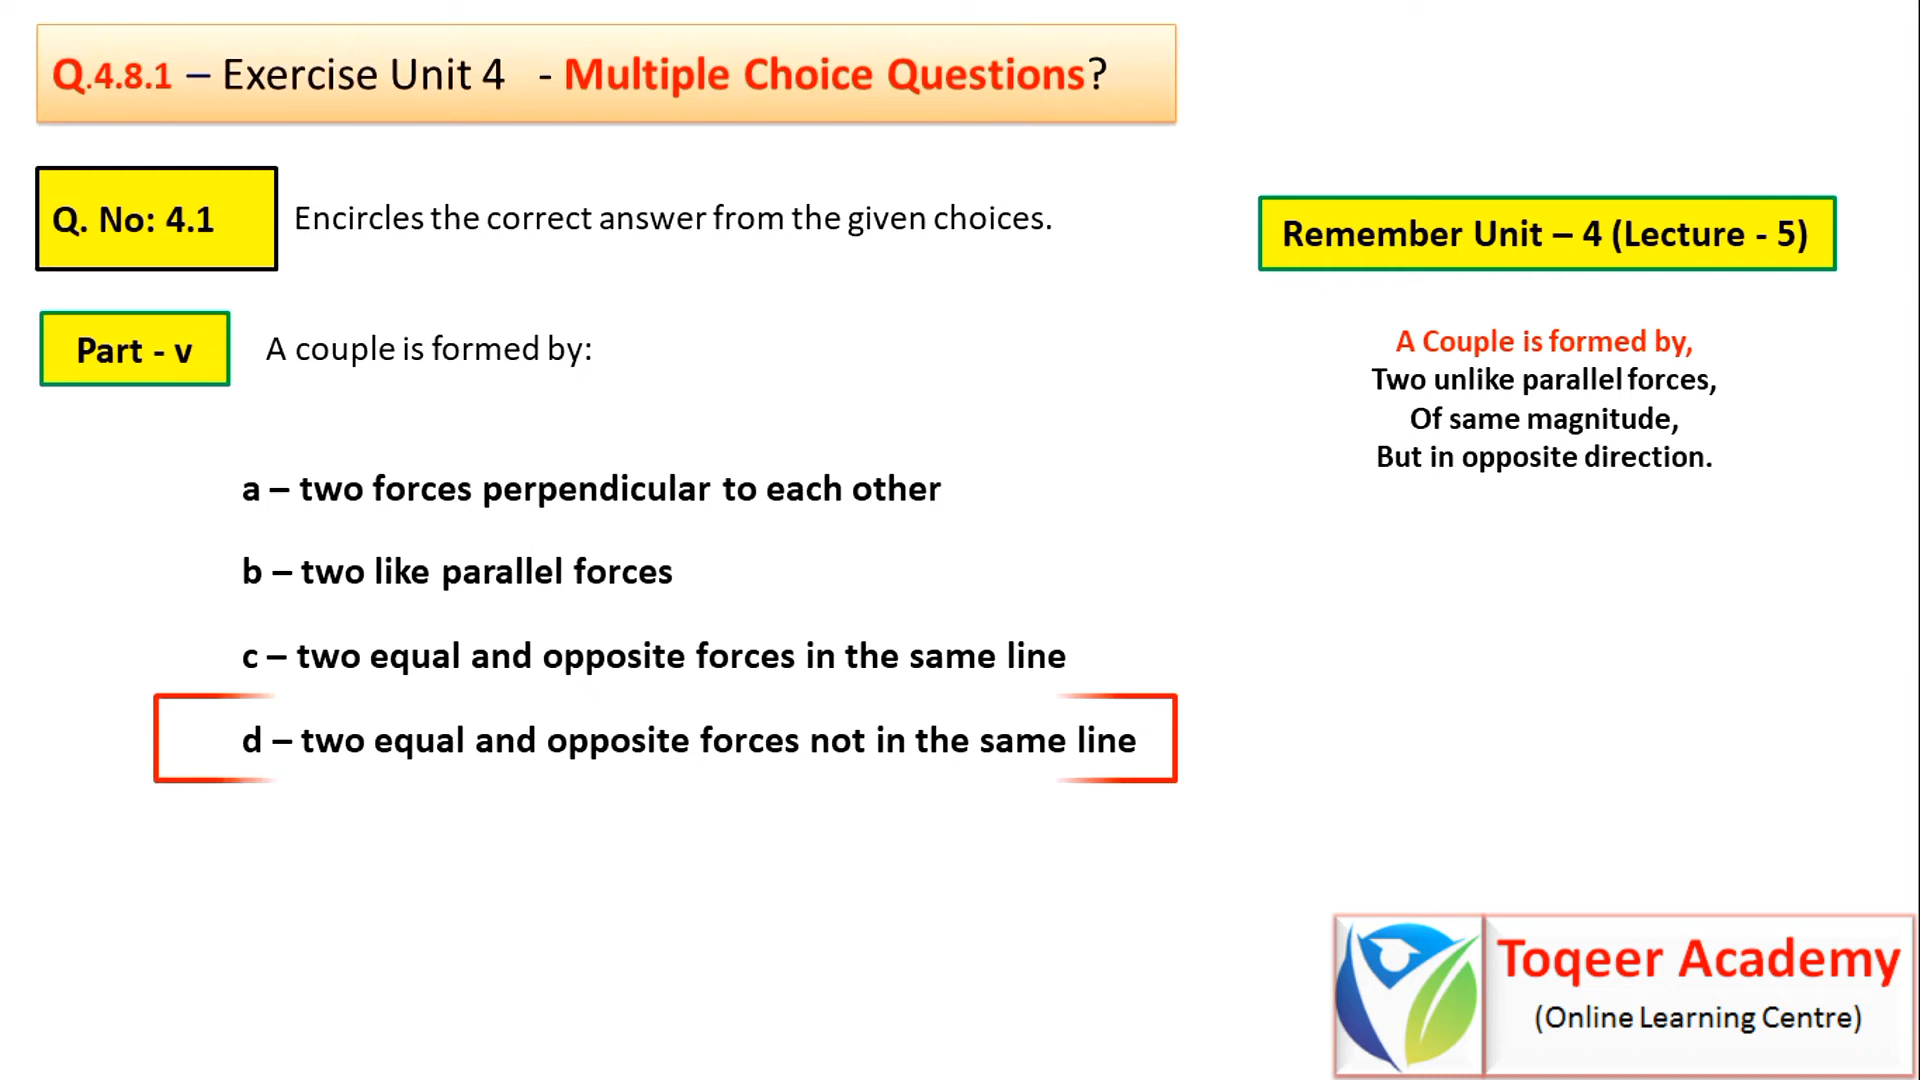 Q.4.8.1 – Exercise Unit 4 - Multiple Choice Questions?
Q. No: 4.1
Encircles the correct answer from the given choices.
Remember Unit – 4 (Lecture - 5)
Part - v
A couple is formed by:
A Couple is formed by,
Two unlike parallel forces,
Of same magnitude,
But in opposite direction.
a – two forces perpendicular to each other
b – two like parallel forces
c – two equal and opposite forces in the same line
d – two equal and opposite forces not in the same line
Toqeer Academy
(Online Learning Centre)